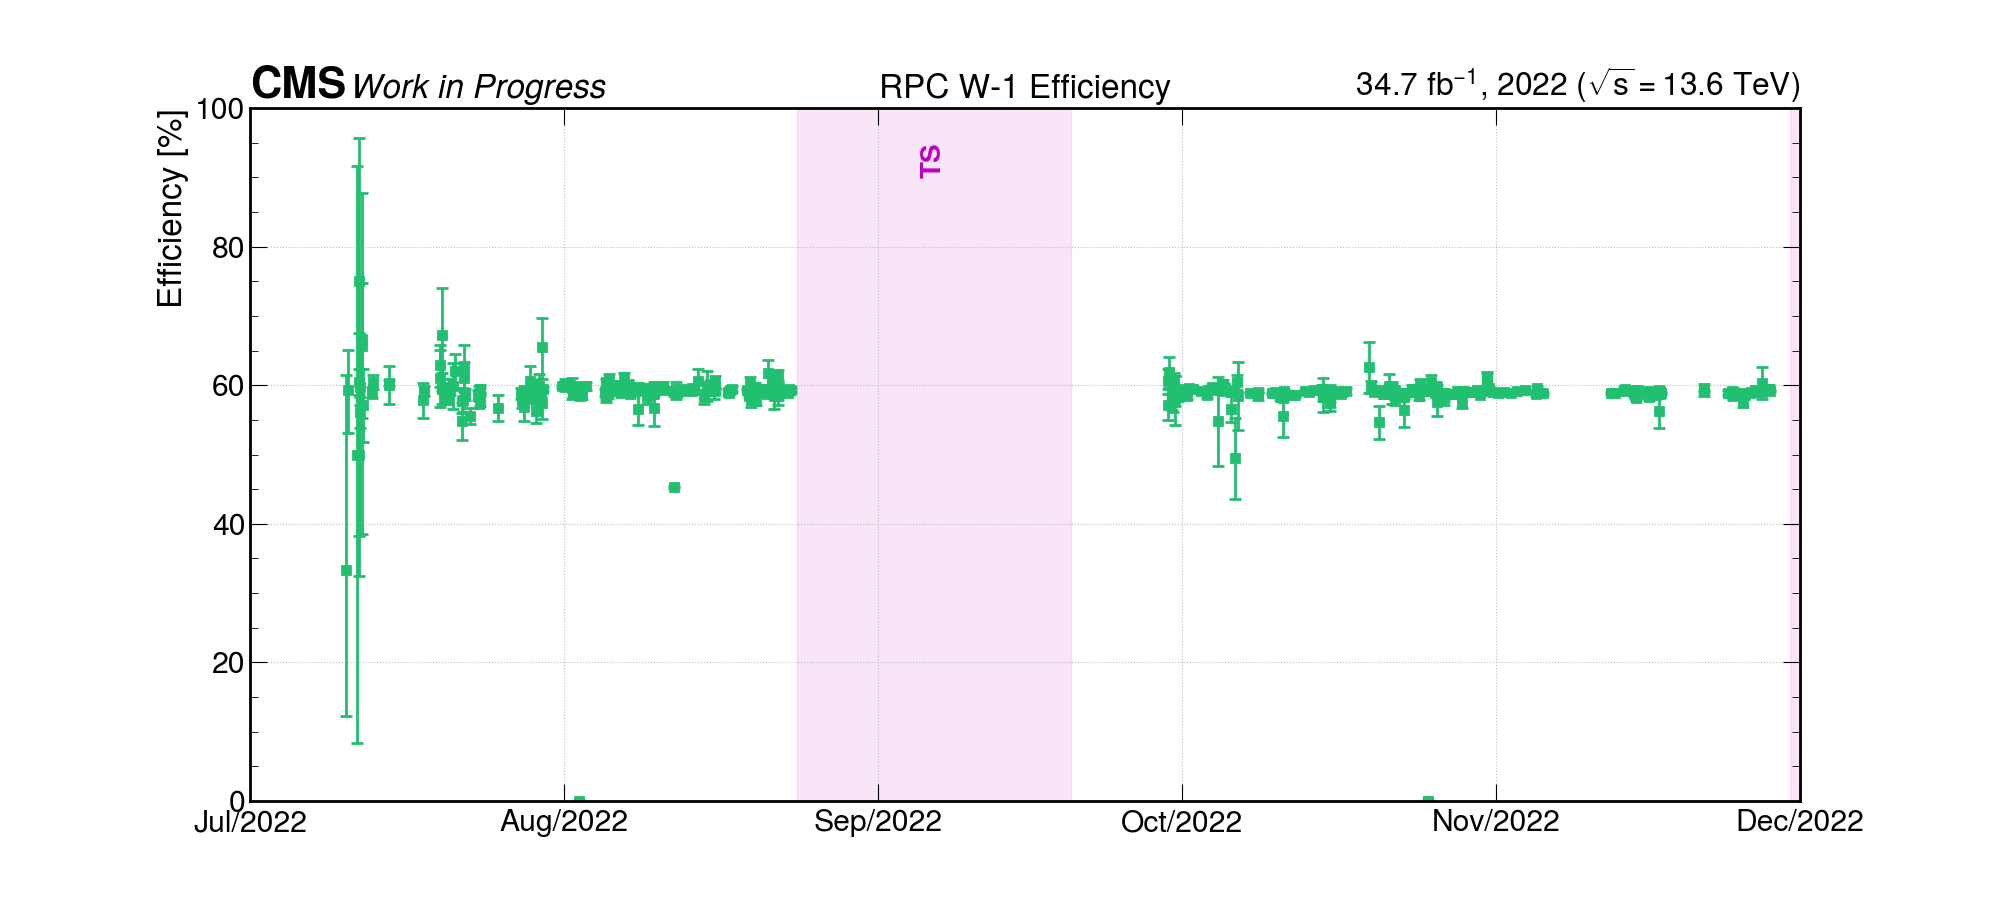 CMS Work in Progress RPC W-1 Efficiency 34.7 fb⁻¹, 2022 (√s = 13.6 TeV)
Efficiency [%]
TS
100
80
60
40
20
0
Jul/2022 Aug/2022 Sep/2022 Oct/2022 Nov/2022 Dec/2022